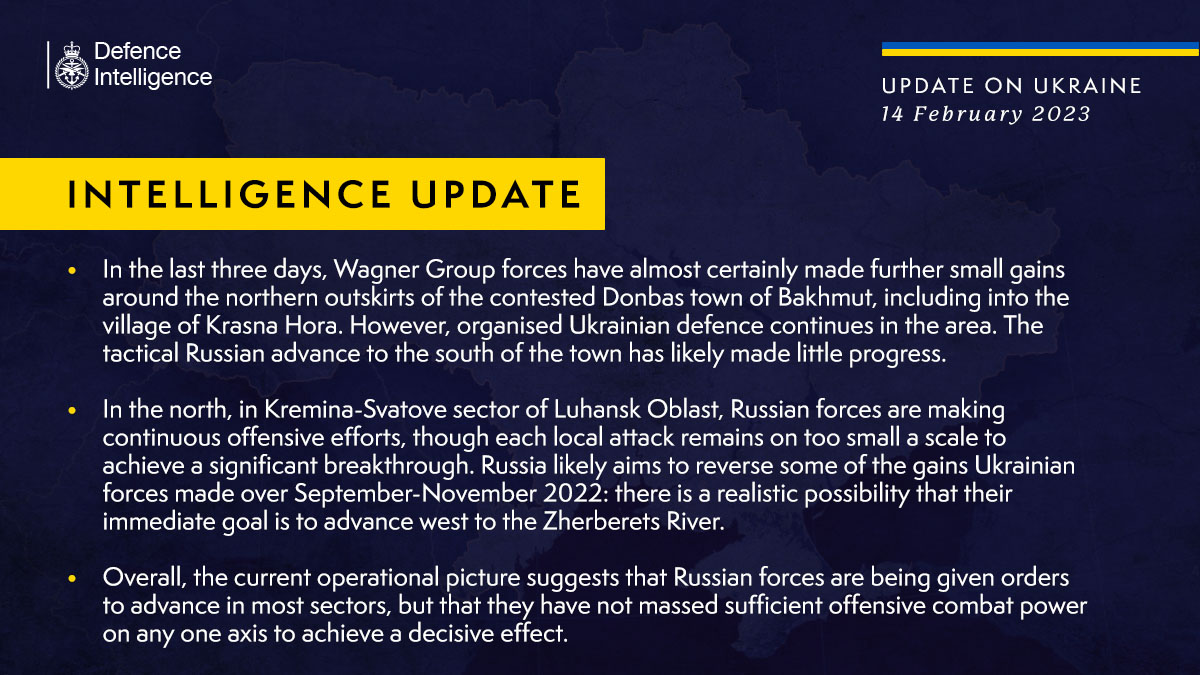 Defence
Intelligence
UPDATE ON UKRAINE
14 February 2023
INTELLIGENCE UPDATE
• In the last three days, Wagner Group forces have almost certainly made further small gains
around the northern outskirts of the contested Donbas town of Bakhmut, including into the
village of Krasna Hora. However, organised Ukrainian defence continues in the area. The
tactical Russian advance to the south of the town has likely made little progress.
• In the north, in Kremina-Svatove sector of Luhansk Oblast, Russian forces are making
continuous offensive efforts, though each local attack remains on too small a scale to
achieve a significant breakthrough. Russia likely aims to reverse some of the gains Ukrainian
forces made over September-November 2022: there is a realistic possibility that their
immediate goal is to advance west to the Zherberets River.
• Overall, the current operational picture suggests that Russian forces are being given orders
to advance in most sectors, but that they have not massed sufficient offensive combat power
on any one axis to achieve a decisive effect.